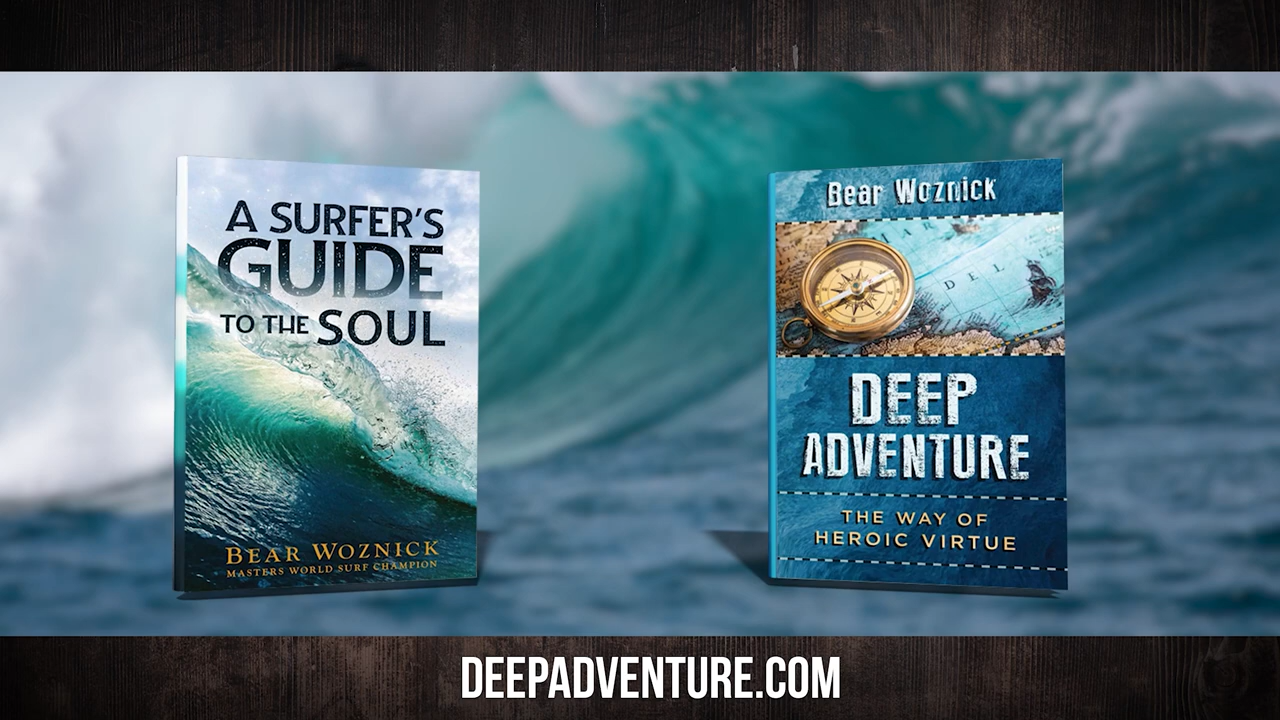 A SURFER'S
GUIDE
TO THE SOUL
BEAR WOZNICK
MASTERS WORLD SURF CHAMPION
Bear Woznick
DEL
DEEP
ADVENTURE
THE WAY OF
HEROIC VIRTUE
DEEPADVENTURE.COM